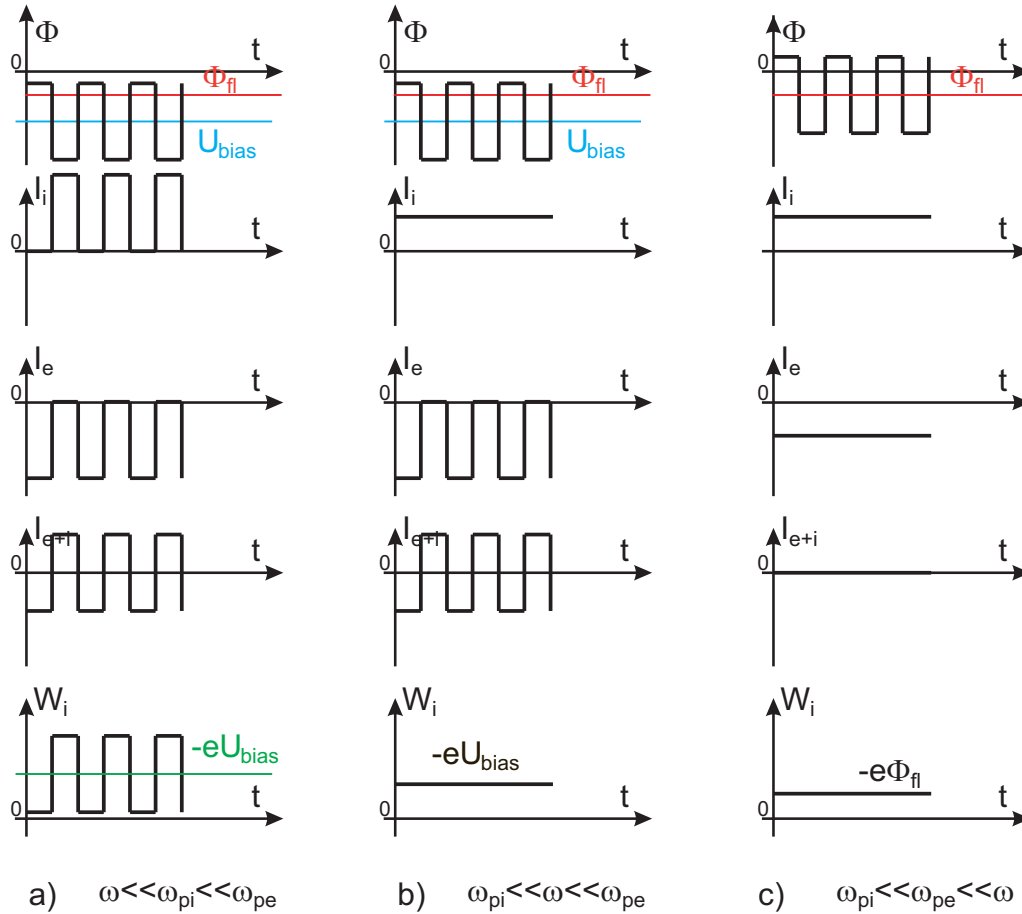 Φ Φ Φ
t t t
0 0 0
Φfl Φfl Φfl
Ubias Ubias
Ii Ii Ii
t t t
0 0 0
Ie Ie Ie
t t t
0 0 0
Ie+i Ie+i Ie+i
t t t
0 0 0
Wi Wi Wi
-eUbias -eUbias -eΦfl
t t t
0 0 0
a) ω<<ωpi<<ωpe b) ωpi<<ω<<ωpe c) ωpi<<ωpe<<ω